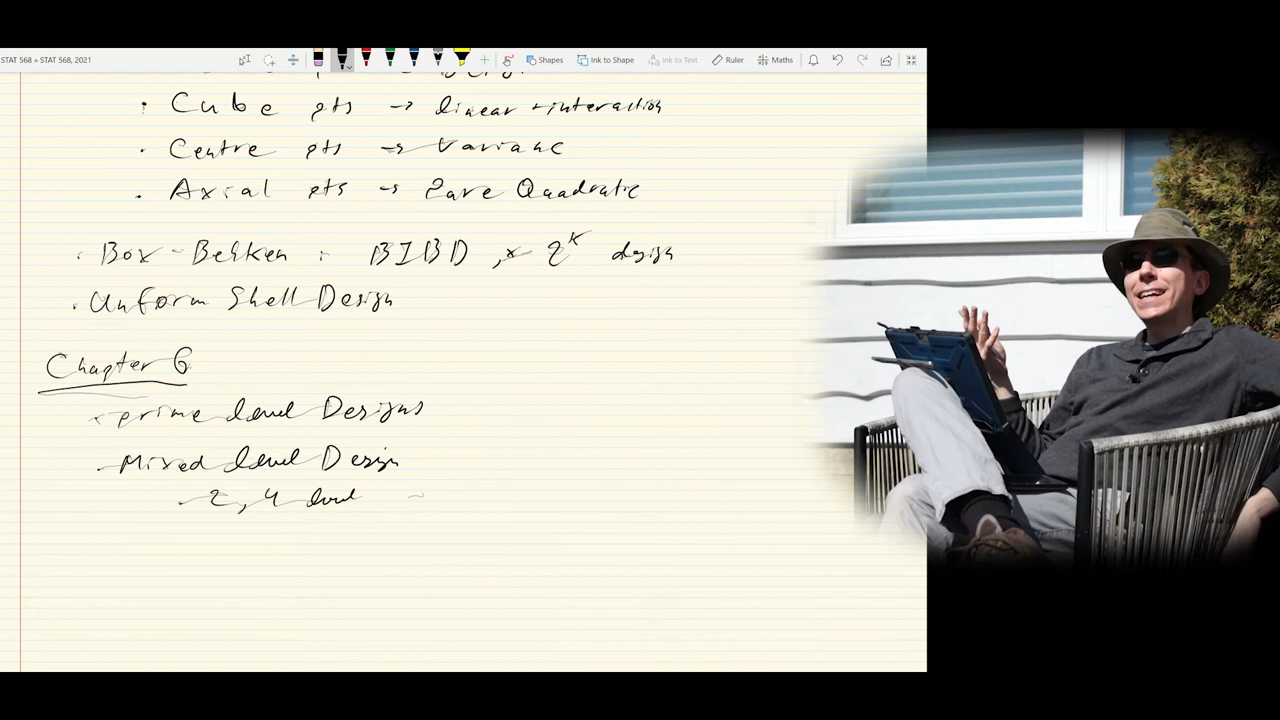 STAT 568 » STAT 568, 2021
Shapes Ink to Shape Ink to Text Ruler Maths
· Cube pts → linear + interaction
· Centre pts → Variance
· Axial pts → Pure Quadratic
· Box-Behken : BIBD, × 2^k design
· Uniform Shell Design
Chapter 6
· prime level Designs
· Mixed level Design
- 2, 4 level